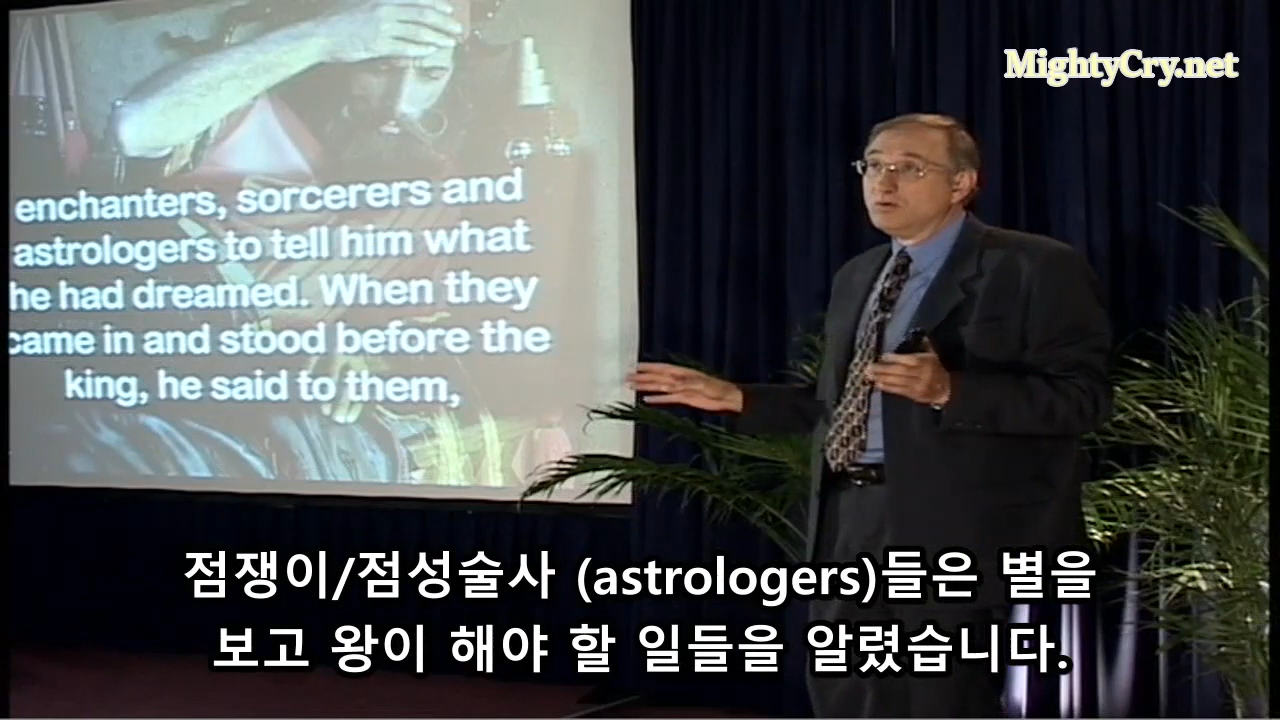 MightyCry.net
enchanters, sorcerers and
astrologers to tell him what
he had dreamed. When they
came in and stood before the
king, he said to them,
점쟁이/점성술사 (astrologers)들은 별을
보고 왕이 해야 할 일들을 알렸습니다.